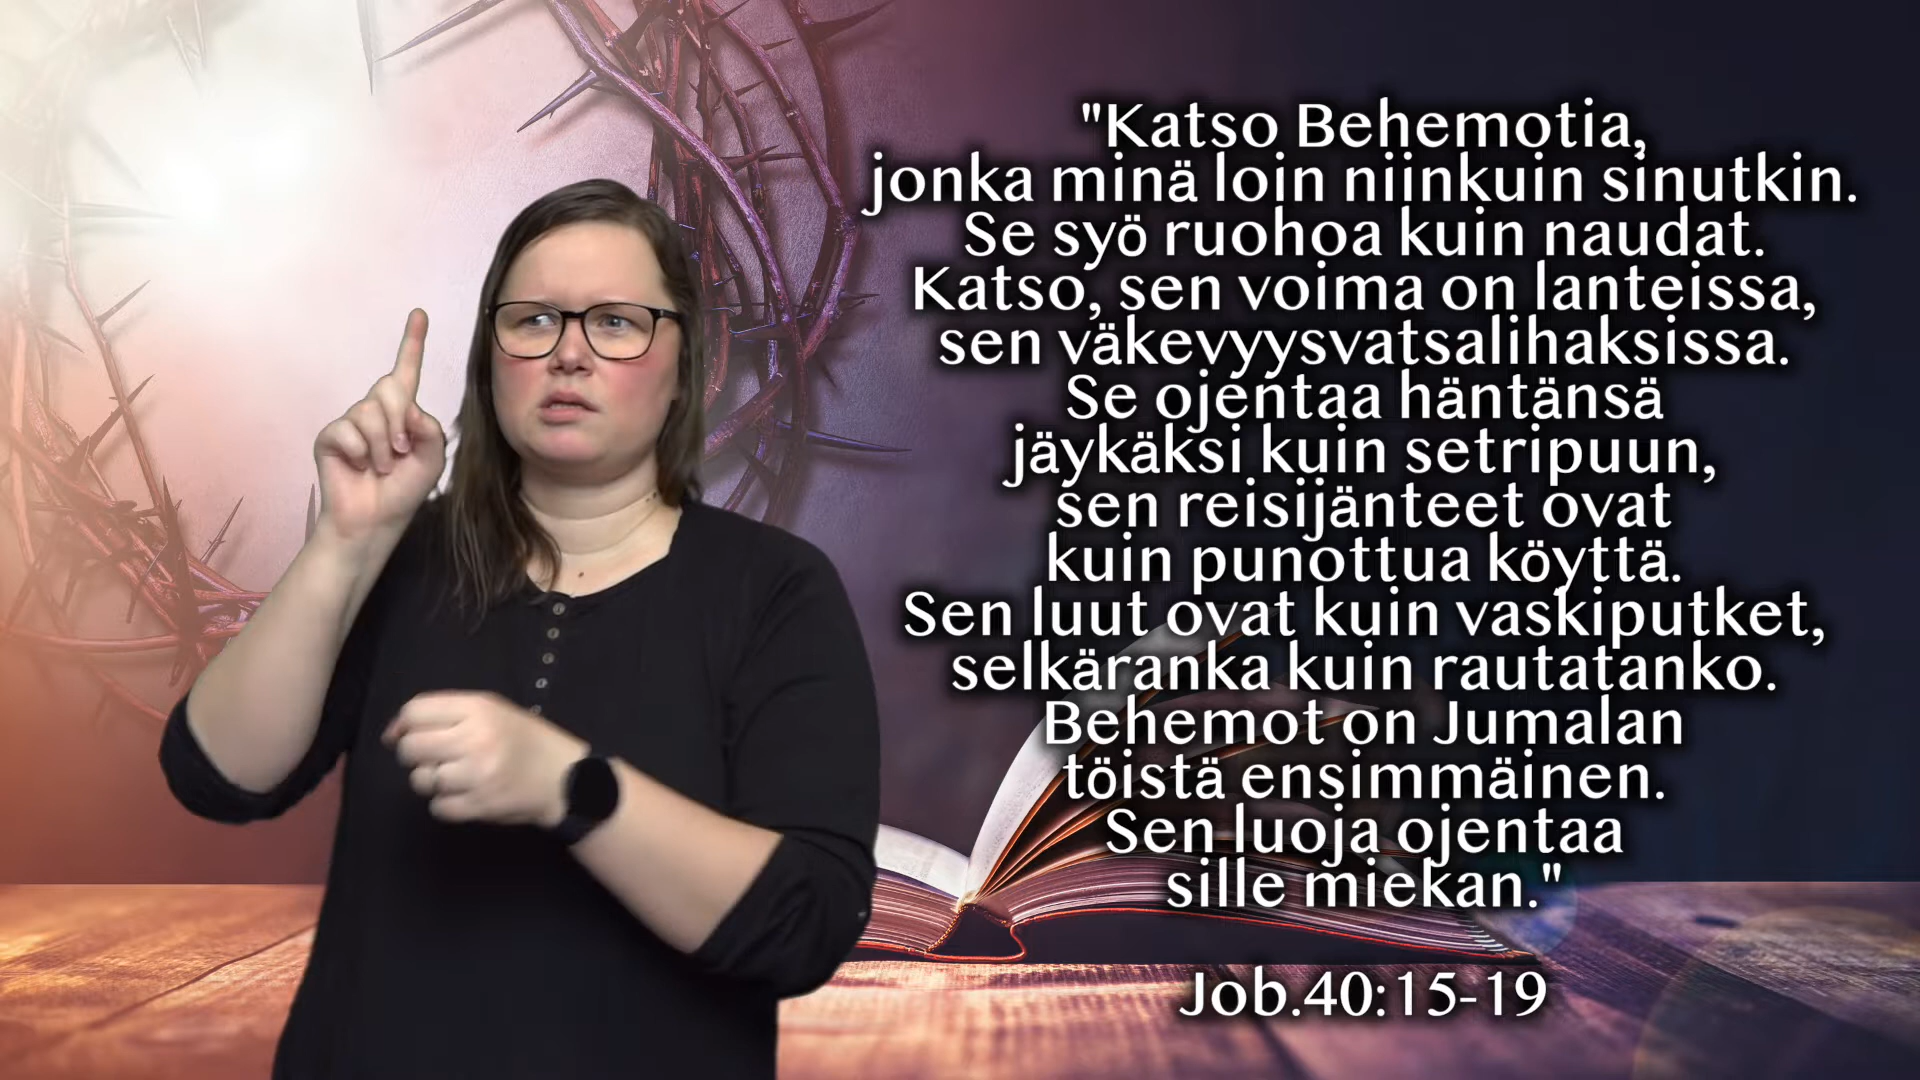 "Katso Behemotia,
jonka minä loin niinkuin sinutkin.
Se syö ruohoa kuin naudat.
Katso, sen voima on lanteissa,
sen väkevyysvatsalihaksissa.
Se ojentaa häntänsä
jäykäksi kuin setripuun,
sen reisijänteet ovat
kuin punottua köyttä.
Sen luut ovat kuin vaskiputket,
selkäranka kuin rautatanko.
Behemot on Jumalan
töistä ensimmäinen.
Sen luoja ojentaa
sille miekan."
Job.40:15-19